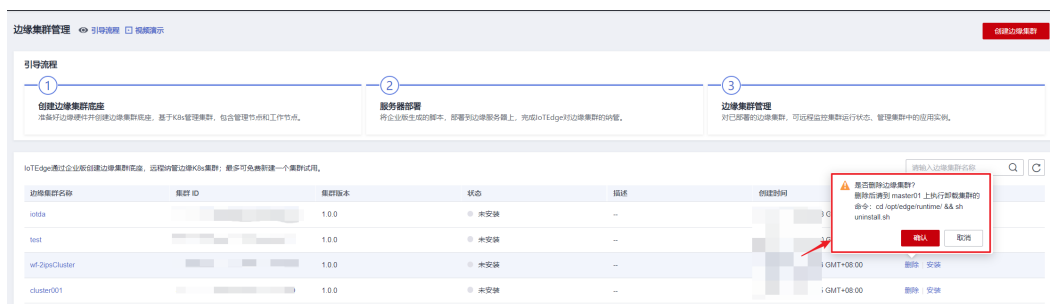 边缘集群管理 引导流程 视频演示
创建边缘集群
引导流程
1 2 3
创建边缘集群底座 服务器部署 边缘集群管理
准备好边缘硬件并创建边缘集群底座，基于K8s管理集群，包含管理节点和工作节点。 将企业版生成的脚本，部署到边缘服务器上，完成IoTEdge对边缘集群的纳管。 对已部署的边缘集群，可远程监控集群运行状态、管理集群中的应用实例。
IoTEdge通过企业版创建边缘集群底座，远程纳管边缘K8s集群；最多可免费新建一个集群试用。
请输入边缘集群名称
边缘集群名称 集群 ID 集群版本 状态 描述 创建时间
iotda 1.0.0 未安装 --
test 1.0.0 未安装 --
wf-2ipsCluster 1.0.0 未安装 -- GMT+08:00 删除 安装
cluster001 1.0.0 未安装 -- GMT+08:00 删除 安装
是否删除边缘集群?
删除后请到 master01 上执行卸载集群的
命令：cd /opt/edge/runtime/ && sh
uninstall.sh
确认 取消